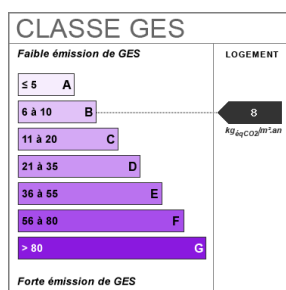 CLASSE GES
Faible émission de GES
LOGEMENT
≤ 5 A
6 à 10 B
8
kgéqCO2/m².an
11 à 20 C
21 à 35 D
36 à 55 E
56 à 80 F
> 80 G
Forte émission de GES